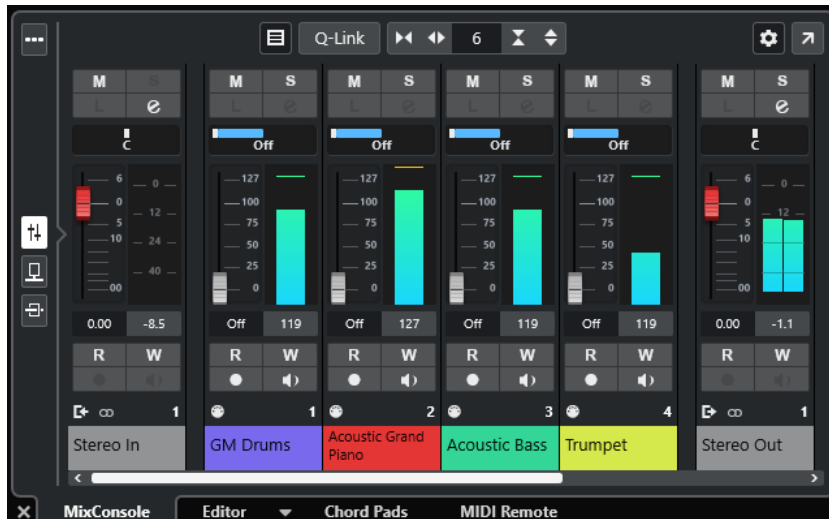 Q-Link 6
M S M S M S M S M S M S
L e L e L e L e L e L e
C Off Off Off Off C
6 0 5 10 00 0 12 24 40
127 100 75 50 25 0
127 100 75 50 25 0
127 100 75 50 25 0
127 100 75 50 25 0
6 0 5 10 00 0 12
0.00 -8.5 Off 119 Off 127 Off 119 Off 119 0.00 -1.1
R W R W R W R W R W R W
1 1 2 3 4 1
Stereo In
GM Drums
Acoustic Grand
Piano
Acoustic Bass
Trumpet
Stereo Out
MixConsole Editor Chord Pads MIDI Remote